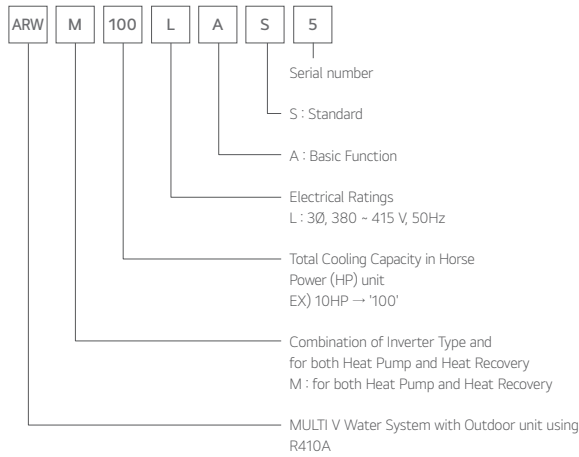 ARW M 100 L A S 5
Serial number
S : Standard
A : Basic Function
Electrical Ratings
L : 3Ø, 380 ~ 415 V, 50Hz
Total Cooling Capacity in Horse
Power (HP) unit
EX) 10HP → '100'
Combination of Inverter Type and
for both Heat Pump and Heat Recovery
M : for both Heat Pump and Heat Recovery
MULTI V Water System with Outdoor unit using
R410A